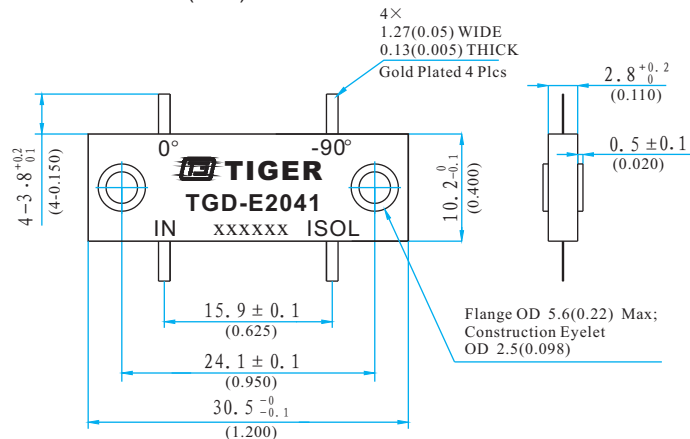 4×
1.27(0.05) WIDE
0.13(0.005) THICK
Gold Plated 4 Plcs
2.8 +0.2 0
(0.110)
0.5 ±0.1
(0.020)
4-3.8 +0.2 0.1
(4-0.150)
0° -90°
TIGER
TGD-E2041
IN xxxxxx ISOL
10.2 0 -0.1
(0.400)
15.9 ± 0.1
(0.625)
24.1 ± 0.1
(0.950)
30.5 -0 -0.1
(1.200)
Flange OD 5.6(0.22) Max;
Construction Eyelet
OD 2.5(0.098)